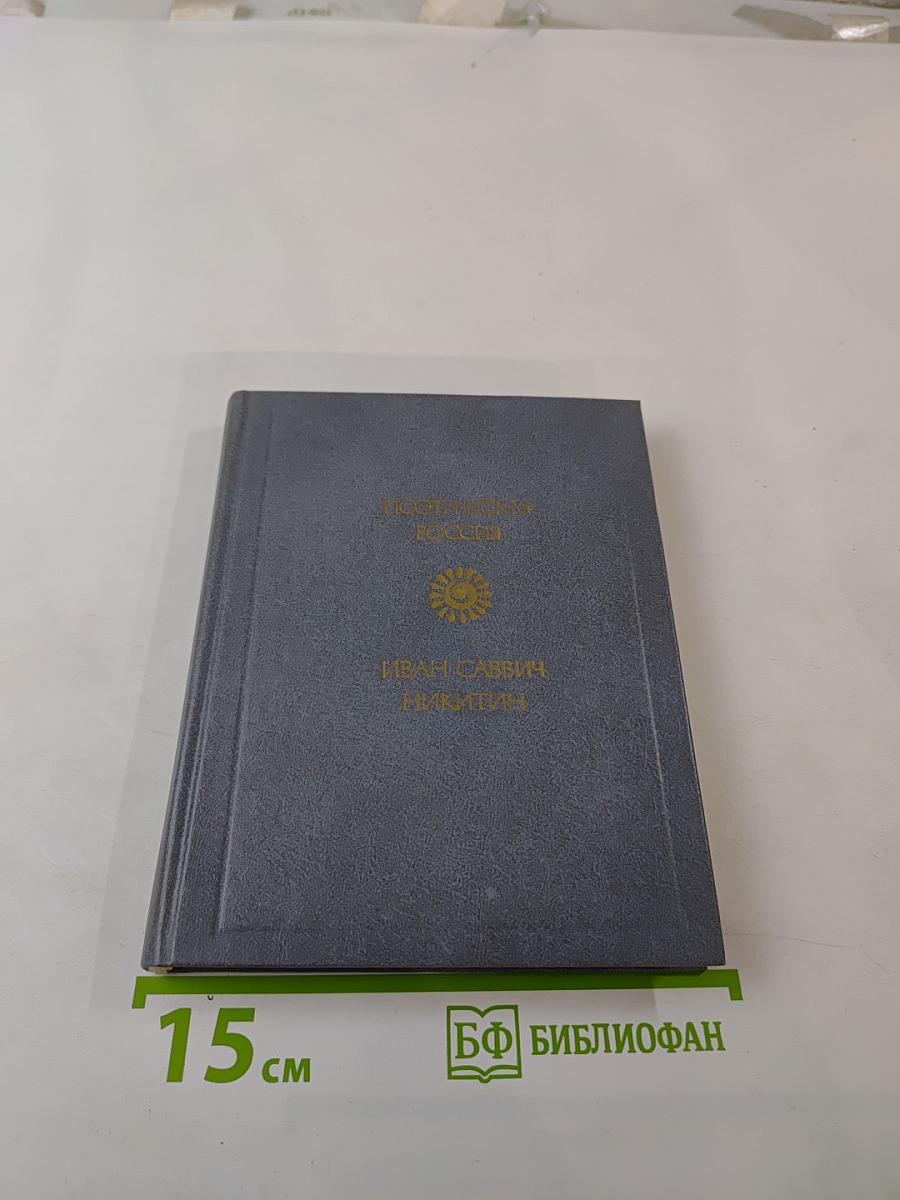 ПОЭТИЧЕСКАЯ
РОССИЯ
ИВАН САВВИЧ
НИКИТИН
15 см
БФ БИБЛИОФАН